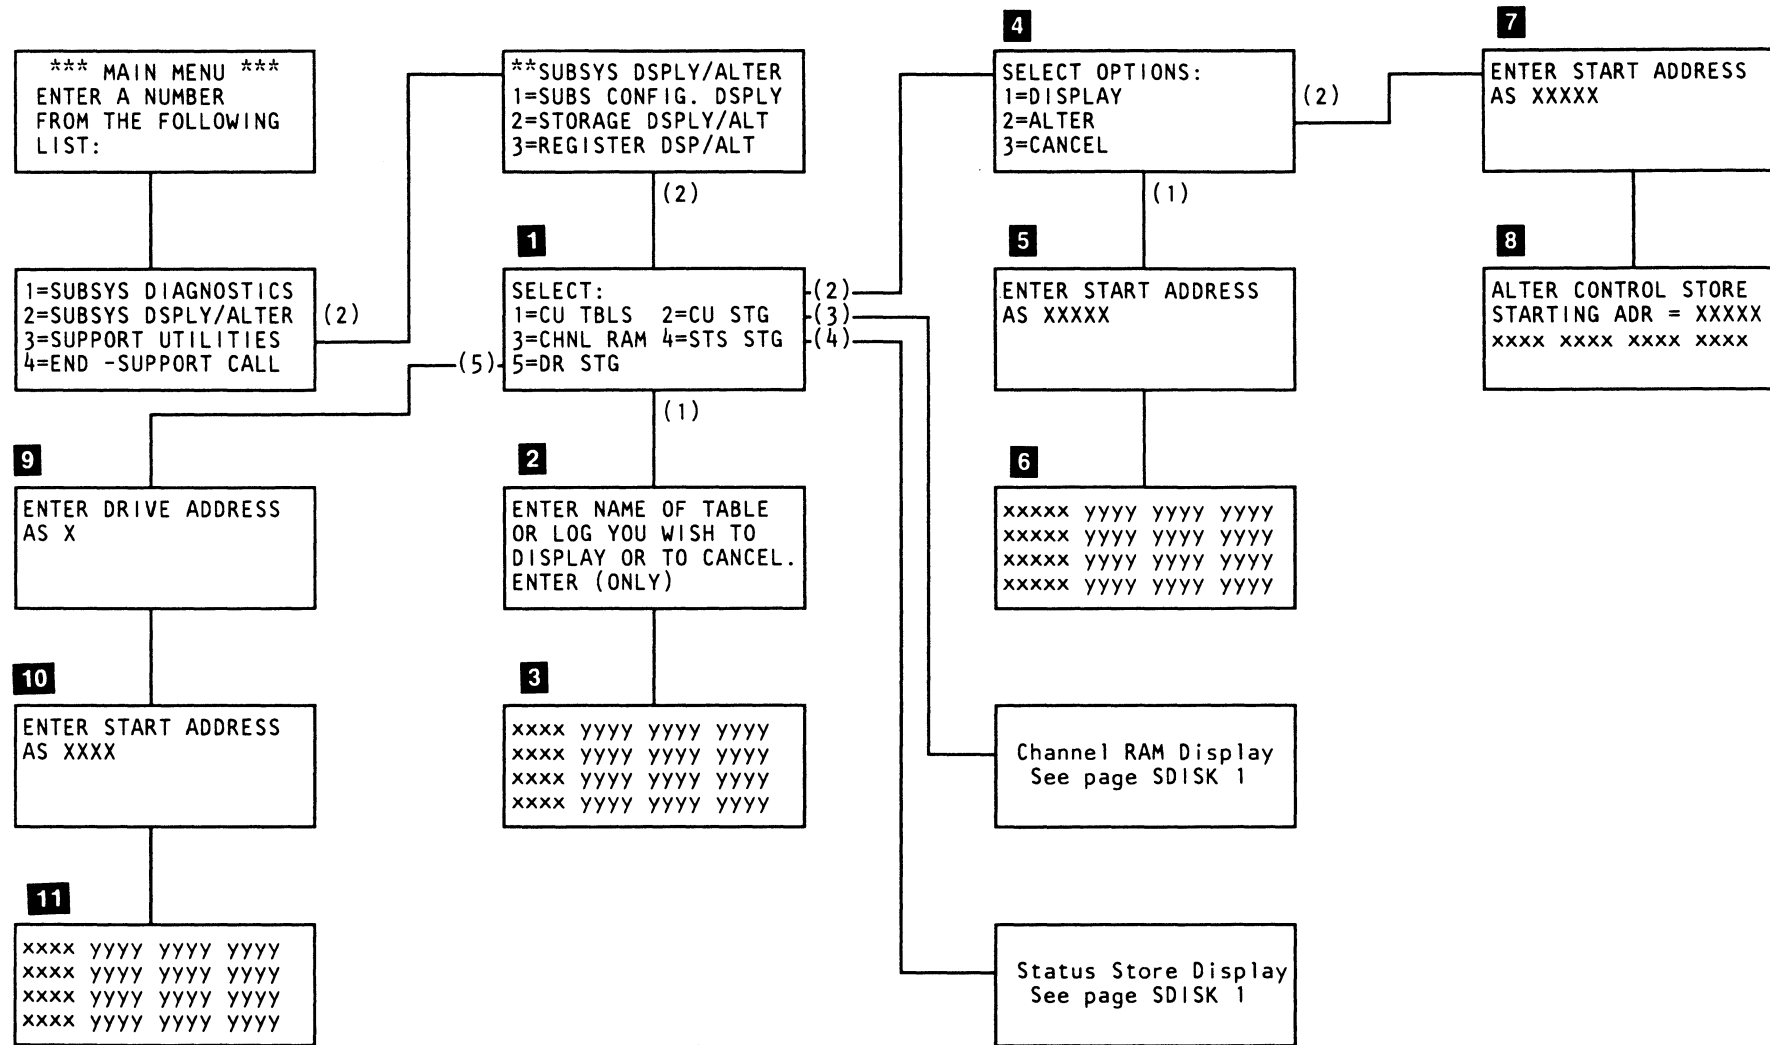 *** MAIN MENU ***
ENTER A NUMBER
FROM THE FOLLOWING
LIST:
1=SUBSYS DIAGNOSTICS
2=SUBSYS DSPLY/ALTER
3=SUPPORT UTILITIES
4=END -SUPPORT CALL
(2)
**SUBSYS DSPLY/ALTER
1=SUBS CONFIG. DSPLY
2=STORAGE DSPLY/ALT
3=REGISTER DSP/ALT
(2)
1
SELECT:
1=CU TBLS 2=CU STG
3=CHNL RAM 4=STS STG
5=DR STG
(2)
(3)
(4)
(5)
(1)
2
ENTER NAME OF TABLE
OR LOG YOU WISH TO
DISPLAY OR TO CANCEL.
ENTER (ONLY)
3
xxxx yyyy yyyy yyyy
xxxx yyyy yyyy yyyy
xxxx yyyy yyyy yyyy
xxxx yyyy yyyy yyyy
4
SELECT OPTIONS:
1=DISPLAY
2=ALTER
3=CANCEL
(2)
(1)
5
ENTER START ADDRESS
AS XXXXX
6
xxxxx yyyy yyyy yyyy
xxxxx yyyy yyyy yyyy
xxxxx yyyy yyyy yyyy
xxxxx yyyy yyyy yyyy
7
ENTER START ADDRESS
AS XXXXX
8
ALTER CONTROL STORE
STARTING ADR = XXXXX
xxxx xxxx xxxx xxxx
9
ENTER DRIVE ADDRESS
AS X
10
ENTER START ADDRESS
AS XXXX
11
xxxx yyyy yyyy yyyy
xxxx yyyy yyyy yyyy
xxxx yyyy yyyy yyyy
xxxx yyyy yyyy yyyy
Channel RAM Display
See page SDISK 1
Status Store Display
See page SDISK 1